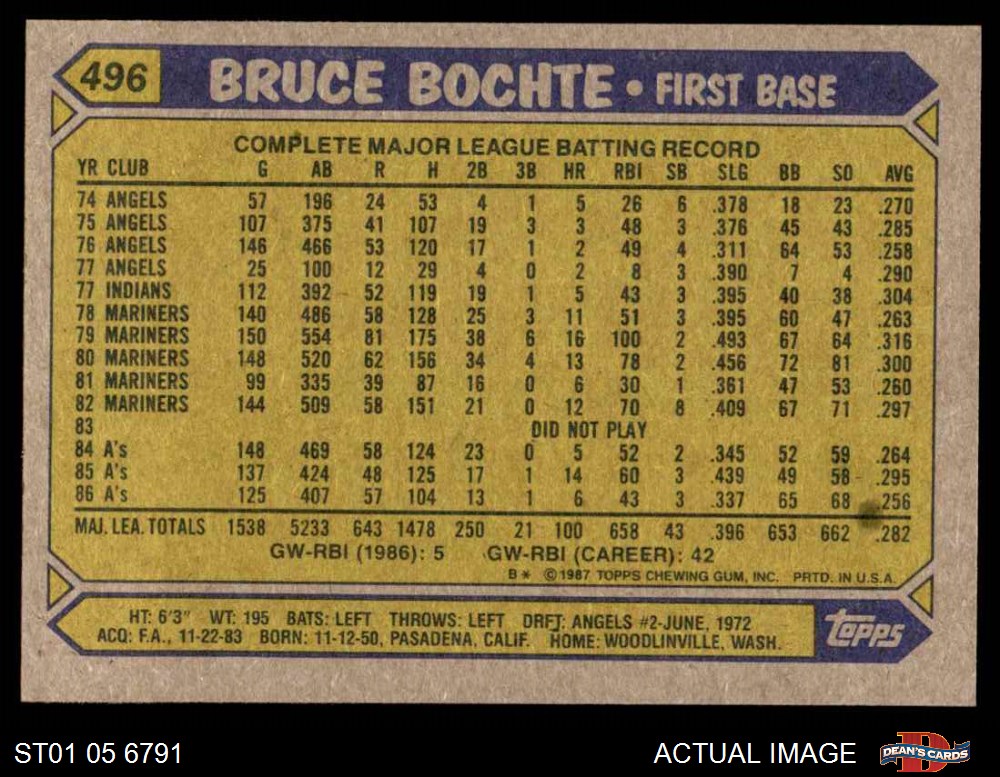 496 BRUCE BOCHTE • FIRST BASE
COMPLETE MAJOR LEAGUE BATTING RECORD
YR CLUB G AB R H 2B 3B HR RBI SB SLG BB SO AVG
74 ANGELS 57 196 24 53 4 1 5 26 6 .378 18 23 .270
75 ANGELS 107 375 41 107 19 3 3 48 3 .376 45 43 .285
76 ANGELS 146 466 53 120 17 1 2 49 4 .311 64 53 .258
77 ANGELS 25 100 12 29 4 0 2 8 3 .390 7 4 .290
77 INDIANS 112 392 52 119 19 1 5 43 3 .395 40 38 .304
78 MARINERS 140 486 58 128 25 3 11 51 3 .395 60 47 .263
79 MARINERS 150 554 81 175 38 6 16 100 2 .493 67 64 .316
80 MARINERS 148 520 62 156 34 4 13 78 2 .456 72 81 .300
81 MARINERS 99 335 39 87 16 0 6 30 1 .361 47 53 .260
82 MARINERS 144 509 58 151 21 0 12 70 8 .409 67 71 .297
83 DID NOT PLAY
84 A's 148 469 58 124 23 0 5 52 2 .345 52 59 .264
85 A's 137 424 48 125 17 1 14 60 3 .439 49 58 .295
86 A's 125 407 57 104 13 1 6 43 3 .337 65 68 .256
MAJ. LEA. TOTALS 1538 5233 643 1478 250 21 100 658 43 .396 653 662 .282
GW-RBI (1986): 5 GW-RBI (CAREER): 42
B* ©1987 TOPPS CHEWING GUM, INC. PRTD. IN U.S.A.
HT: 6'3" WT: 195 BATS: LEFT THROWS: LEFT DRFT: ANGELS #2-JUNE, 1972
ACQ: F.A., 11-22-83 BORN: 11-12-50, PASADENA, CALIF. HOME: WOODLINVILLE, WASH.
topps
ST01 05 6791 ACTUAL IMAGE
D
DEAN'S CARDS